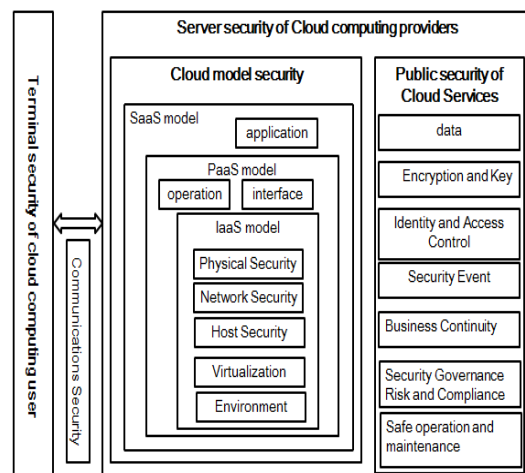 Terminal security of cloud computing user
Communications Security
Server security of Cloud computing providers
Cloud model security
SaaS model
application
PaaS model
operation
interface
IaaS model
Physical Security
Network Security
Host Security
Virtualization
Environment
Public security of
Cloud Services
data
Encryption and Key
Identity and Access
Control
Security Event
Business Continuity
Security Governance
Risk and Compliance
Safe operation and
maintenance